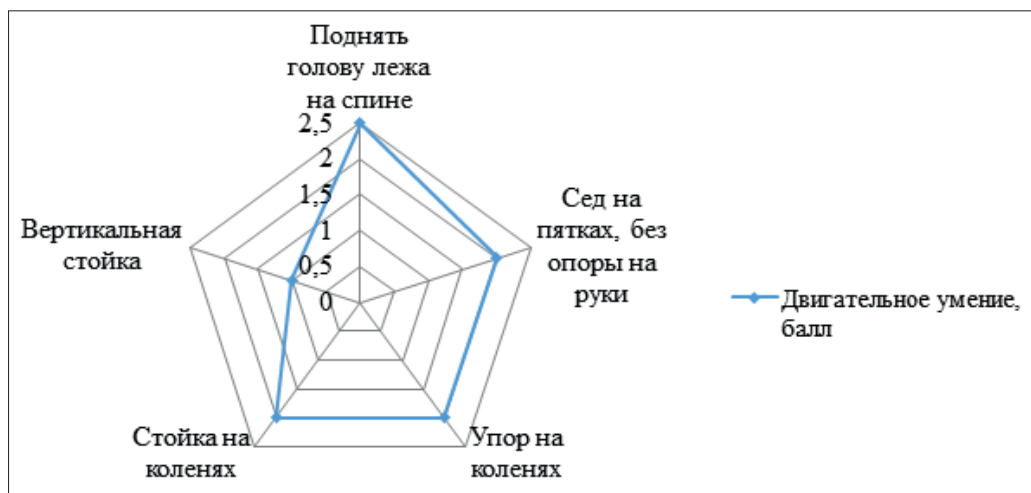 Поднять
голову лежа
на спине
2,5
2
1,5
1
0,5
0
Сед на
пятках, без
опоры на
руки
Упор на
коленях
Стойка на
коленях
Вертикальная
стойка
Двигательное умение,
балл